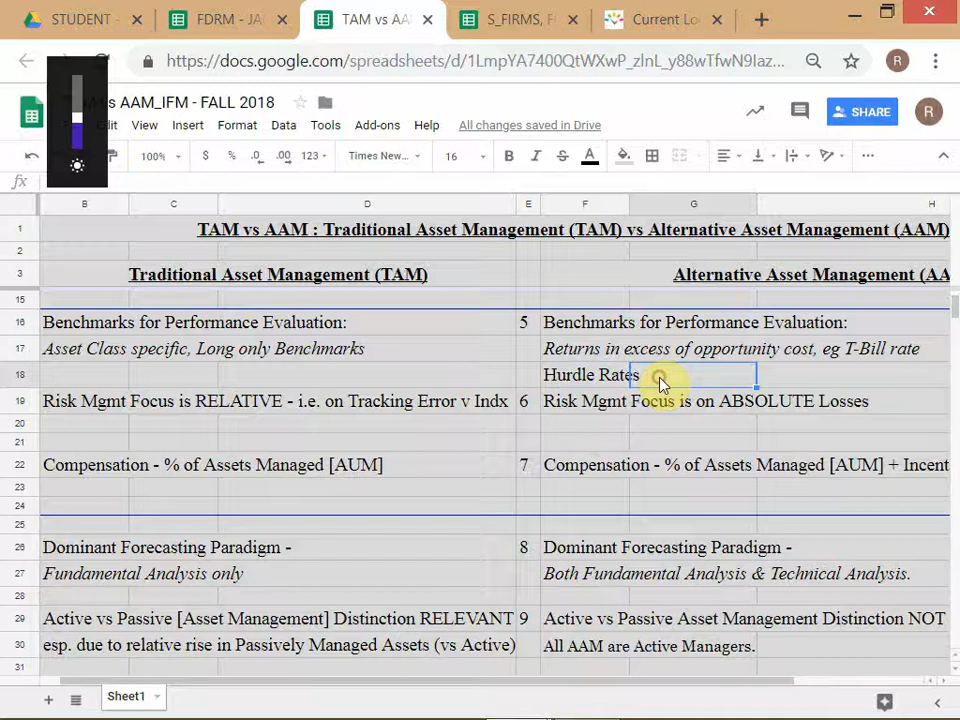 STUDENT -
FDRM - JA
TAM vs AA
S_FIRMS, F
Current Lo
https://docs.google.com/spreadsheets/d/1LmpYA7400QtWXwP_zlnL_y88wTfwN9Iaz...
R
s AAM_IFM - FALL 2018
SHARE
R
dit View Insert Format Data Tools Add-ons Help All changes saved in Drive
100% $ % .0 .00 123 Times New... 16 B I S A
fx
B C D E F G H
1 TAM vs AAM : Traditional Asset Management (TAM) vs Alternative Asset Management (AAM)
2
3 Traditional Asset Management (TAM) Alternative Asset Management (AA
15
16 Benchmarks for Performance Evaluation: 5 Benchmarks for Performance Evaluation:
17 Asset Class specific, Long only Benchmarks Returns in excess of opportunity cost, eg T-Bill rate
18 Hurdle Rates
19 Risk Mgmt Focus is RELATIVE - i.e. on Tracking Error v Indx 6 Risk Mgmt Focus is on ABSOLUTE Losses
20
21
22 Compensation - % of Assets Managed [AUM] 7 Compensation - % of Assets Managed [AUM] + Incent
23
24
25
26 Dominant Forecasting Paradigm - 8 Dominant Forecasting Paradigm -
27 Fundamental Analysis only Both Fundamental Analysis & Technical Analysis.
28
29 Active vs Passive [Asset Management] Distinction RELEVANT 9 Active vs Passive Asset Management Distinction NOT
30 esp. due to relative rise in Passively Managed Assets (vs Active) All AAM are Active Managers.
31
Sheet1